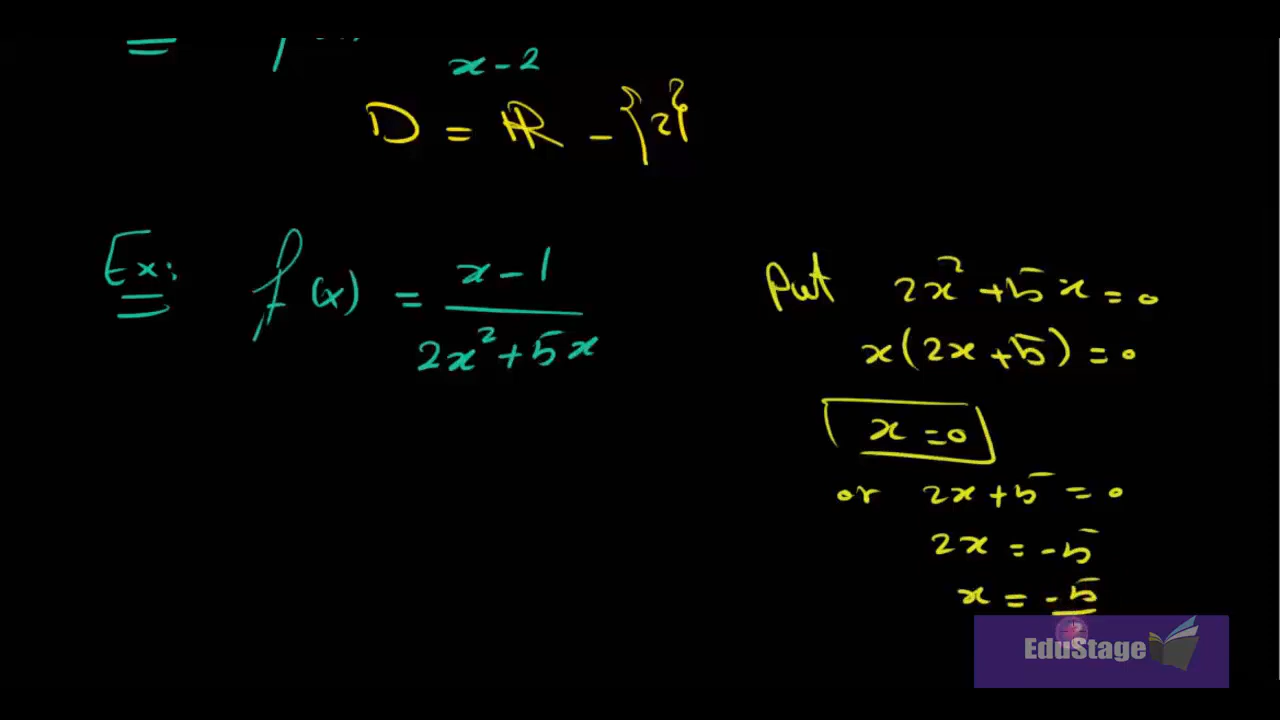 x - 2
D = ℝ - {2}
Ex: f(x) = x - 1
2x² + 5x
Put 2x² + 5x = 0
x(2x + 5) = 0
x = 0
or 2x + 5 = 0
2x = -5
x = -5
EduStage